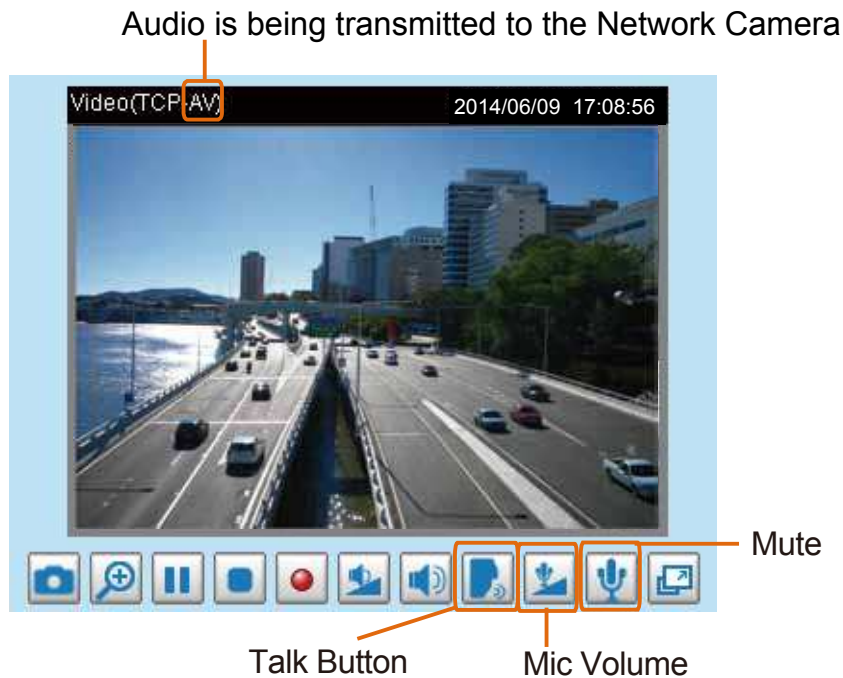 Audio is being transmitted to the Network Camera
Video(TCP-AV) 2014/06/09 17:08:56
Mute
Talk Button Mic Volume